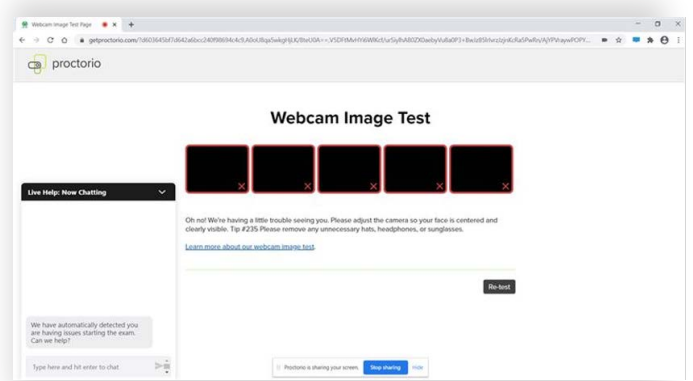 Webcam Image Test Page
proctorio
Webcam Image Test
Live Help: Now Chatting
Oh no! We're having a little trouble seeing you. Please adjust the camera so your face is centered and
clearly visible. Tip #235 Please remove any unnecessary hats, headphones, or sunglasses.
Learn more about our webcam image test.
Re-test
We have automatically detected you
are having issues starting the exam.
Can we help?
Type here and hit enter to chat
Proctorio is sharing your screen.
Stop sharing
Hide